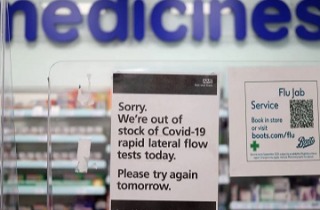 medicines
NHS
Sorry.
We're out of
stock of Covid-19
rapid lateral flow
tests today.
Please try again
tomorrow.
Flu Jab
Service
Book in store
or visit
boots.com/flu
Boots